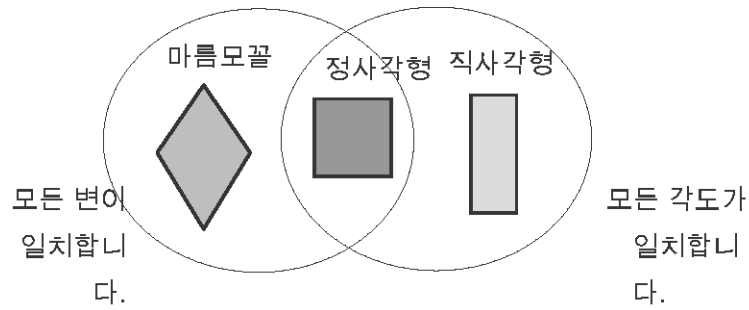 마름모꼴
정사각형
직사각형
모든 변이
일치합니
다.
모든 각도가
일치합니
다.